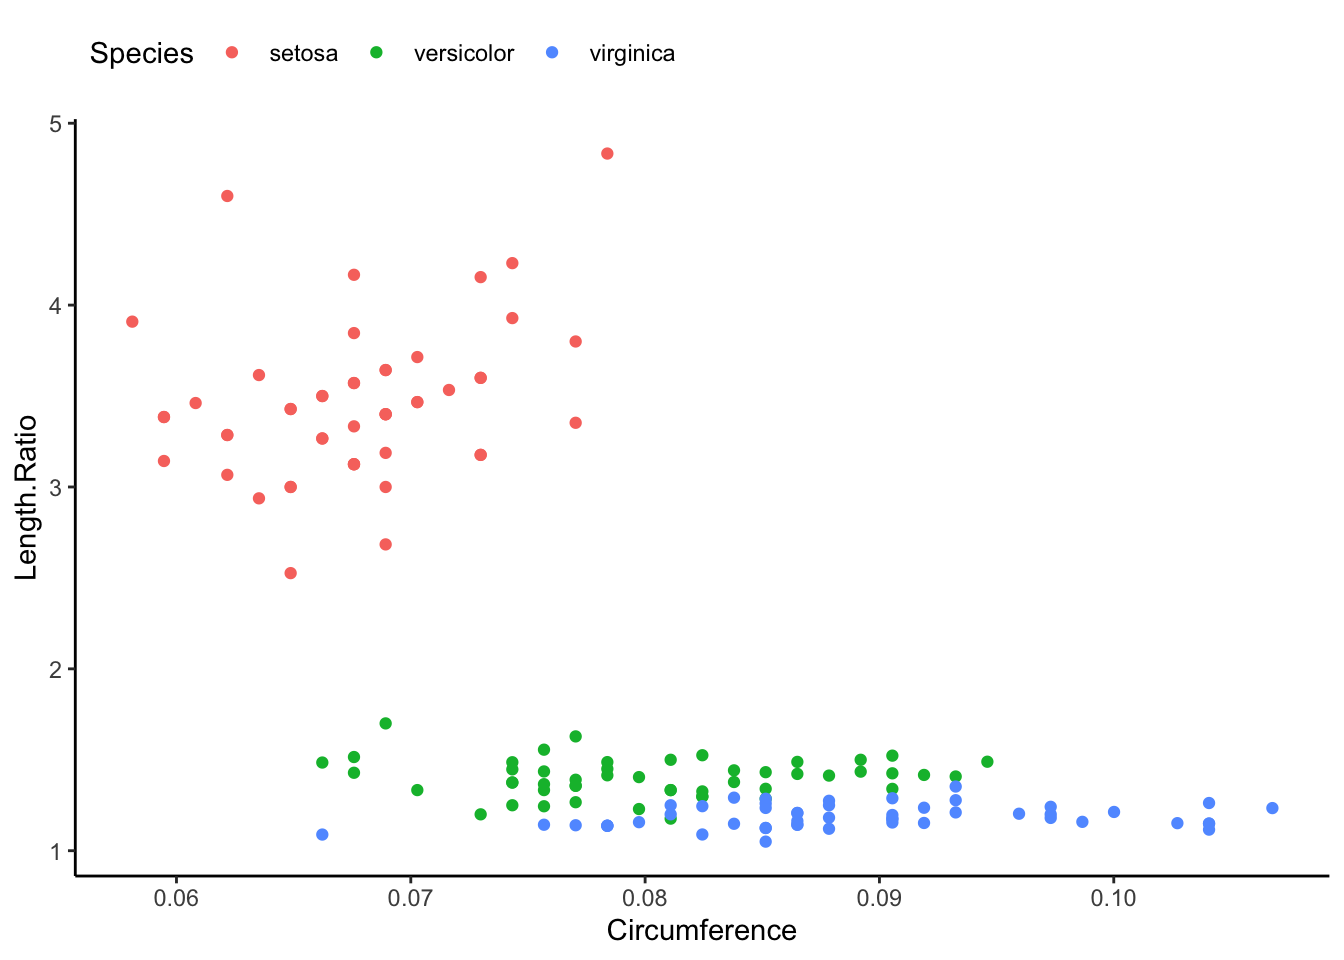 Species setosa versicolor virginica
5
4
3
2
1
Length.Ratio
0.06 0.07 0.08 0.09 0.10
Circumference